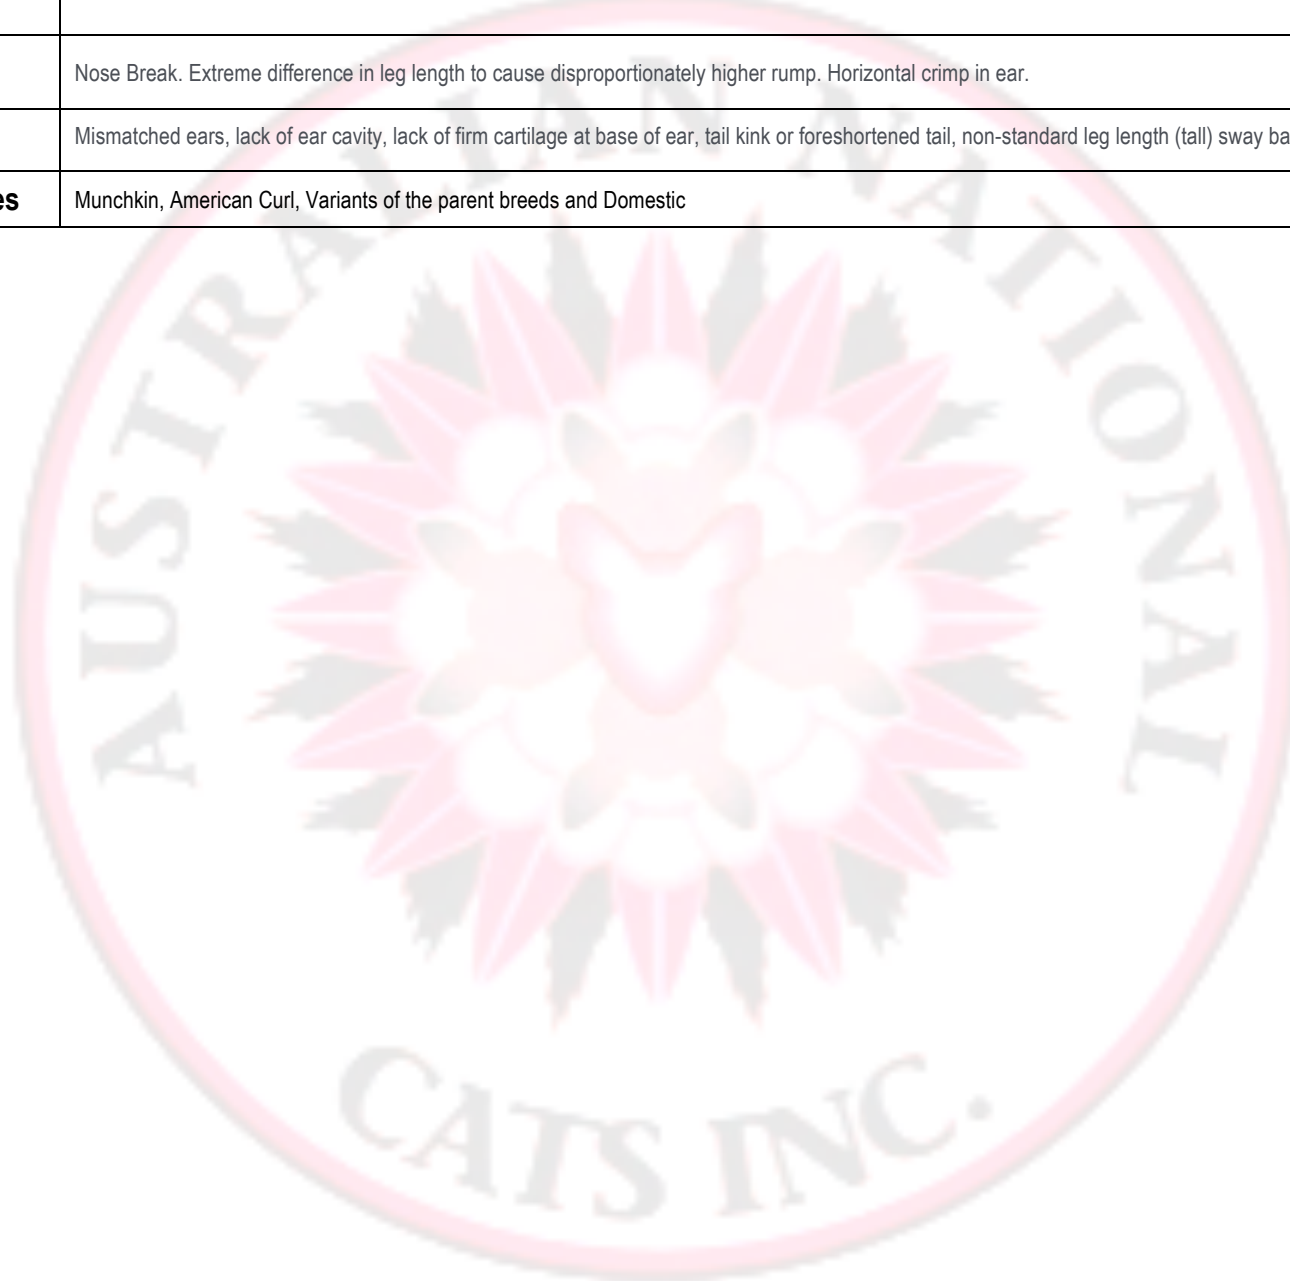 Nose Break. Extreme difference in leg length to cause disproportionately higher rump. Horizontal crimp in ear.
Mismatched ears, lack of ear cavity, lack of firm cartilage at base of ear, tail kink or foreshortened tail, non-standard leg length (tall) sway ba
es Munchkin, American Curl, Variants of the parent breeds and Domestic
AUSTRALIAN NATIONAL
CATS INC.